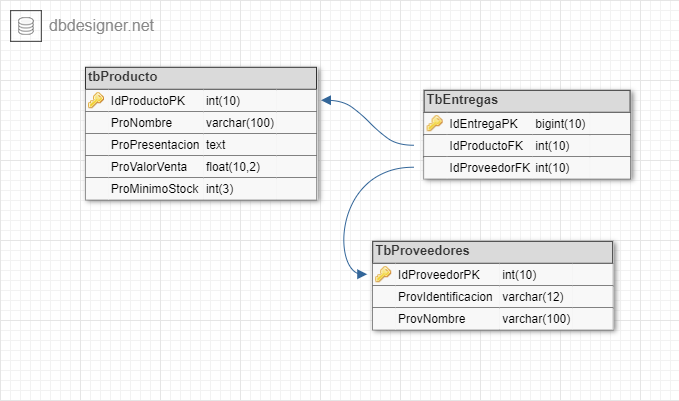 dbdesigner.net
tbProducto
IdProductoPK int(10)
ProNombre varchar(100)
ProPresentacion text
ProValorVenta float(10,2)
ProMinimoStock int(3)
TbEntregas
IdEntregaPK bigint(10)
IdProductoFK int(10)
IdProveedorFK int(10)
TbProveedores
IdProveedorPK int(10)
ProvIdentificacion varchar(12)
ProvNombre varchar(100)